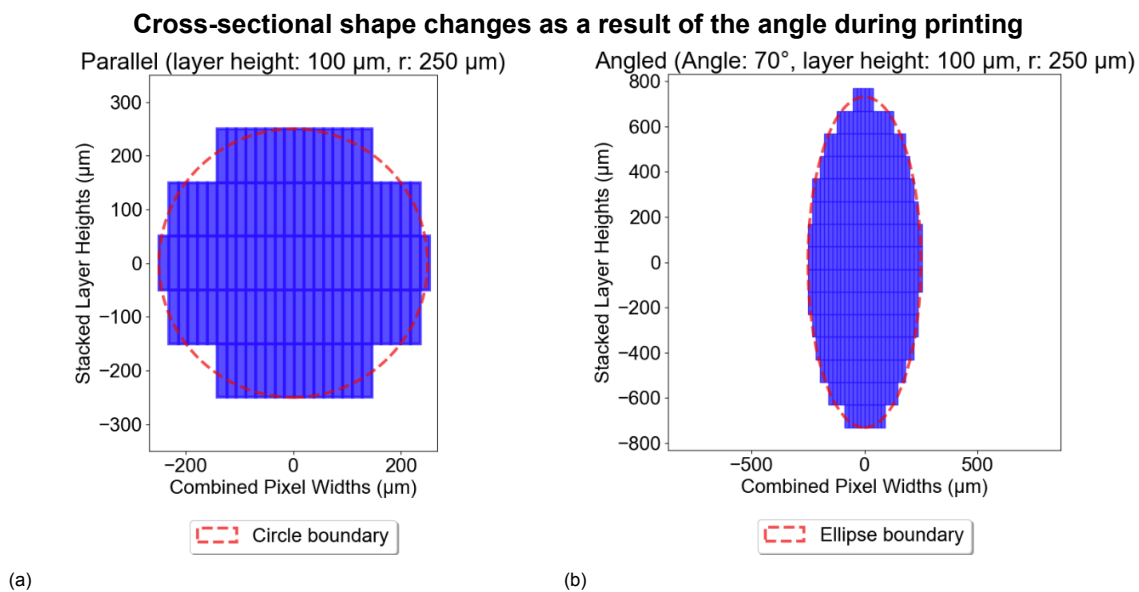 Cross-sectional shape changes as a result of the angle during printing
Parallel (layer height: 100 μm, r: 250 μm)
Stacked Layer Heights (μm)
300
200
100
0
−100
−200
−300
−200
0
200
Combined Pixel Widths (μm)
Circle boundary
(a)
Angled (Angle: 70°, layer height: 100 μm, r: 250 μm)
Stacked Layer Heights (μm)
800
600
400
200
0
−200
−400
−600
−800
−500
0
500
Combined Pixel Widths (μm)
Ellipse boundary
(b)